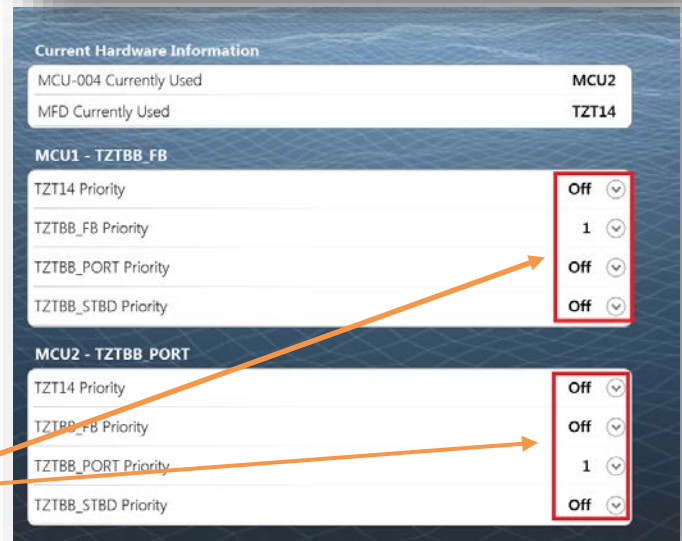 Current Hardware Information
MCU-004 Currently Used MCU2
MFD Currently Used TZT14
MCU1 - TZTBB_FB
TZT14 Priority Off
TZTBB_FB Priority 1
TZTBB_PORT Priority Off
TZTBB_STBD Priority Off
MCU2 - TZTBB_PORT
TZT14 Priority Off
TZTBB_FB Priority Off
TZTBB_PORT Priority 1
TZTBB_STBD Priority Off